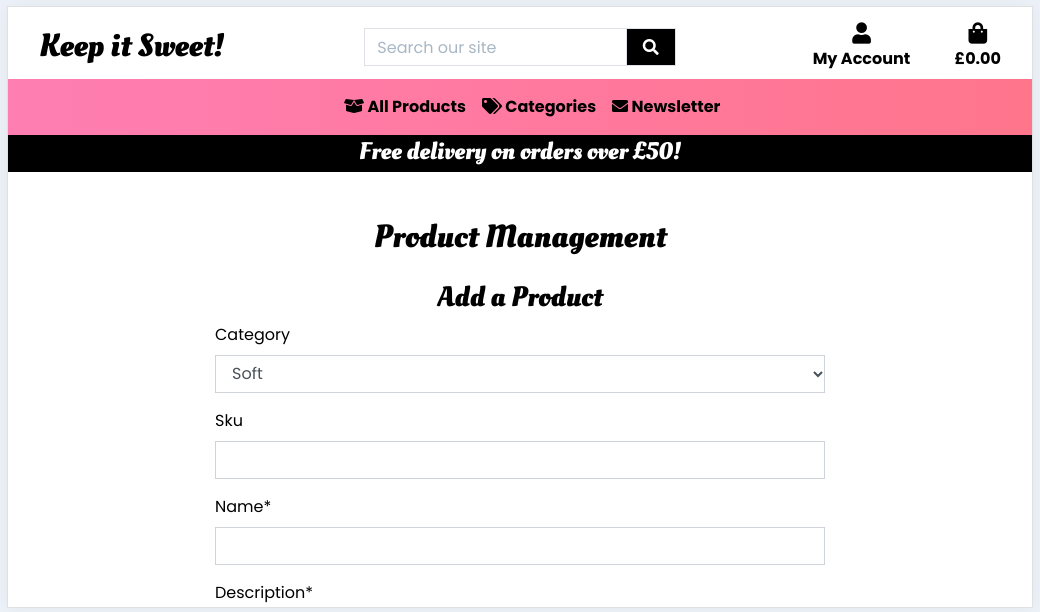 Keep it Sweet!
Search our site
My Account
£0.00
All Products
Categories
Newsletter
Free delivery on orders over £50!
Product Management
Add a Product
Category
Soft
Sku
Name*
Description*